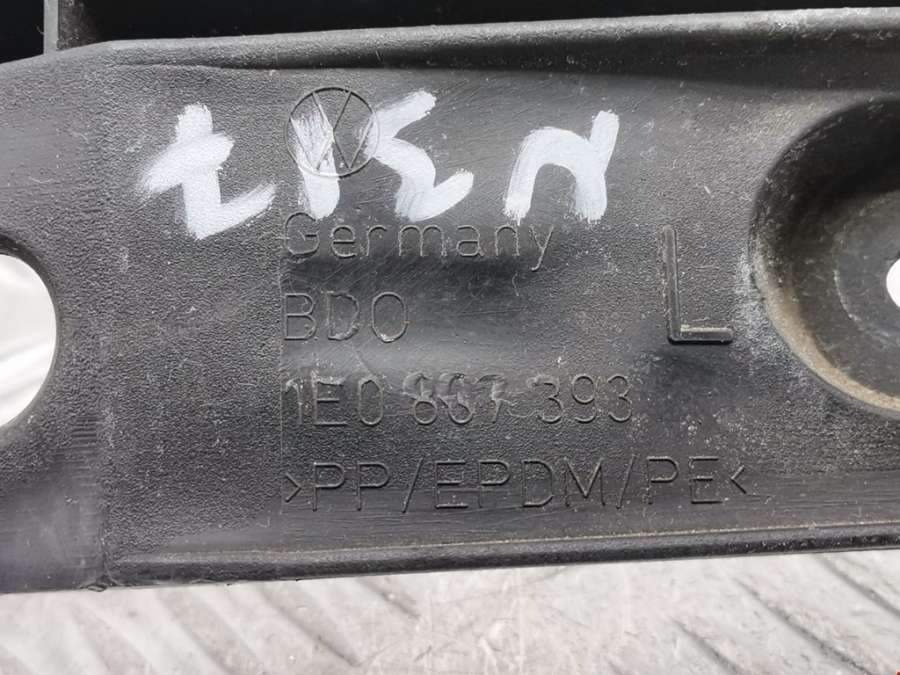 Germany
BDO
L
1E0 867 393
>PP/EPDM/PE<